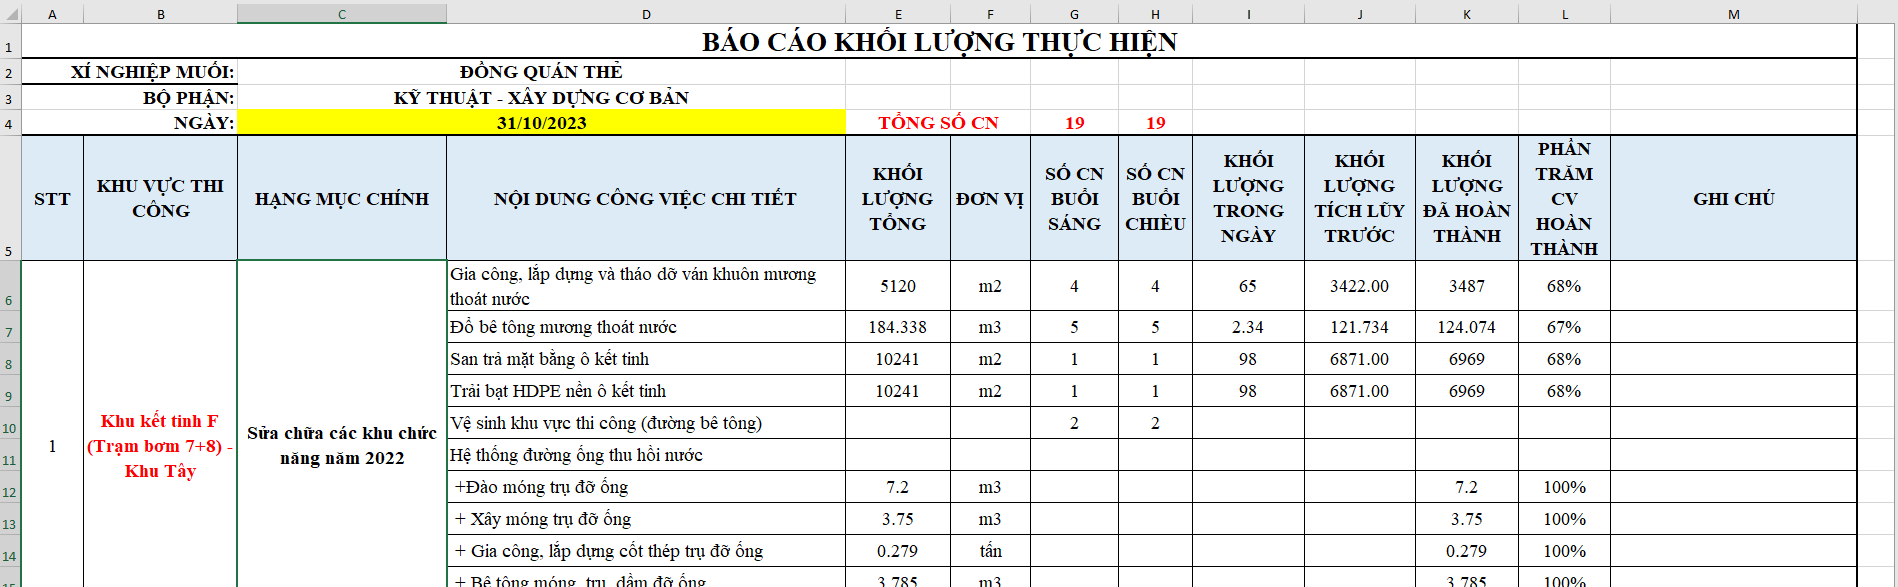 A B C D E F G H I J K L M
1 BÁO CÁO KHỐI LƯỢNG THỰC HIỆN
2 XÍ NGHIỆP MUỐI: ĐỒNG QUÁN THẺ
3 BỘ PHẬN: KỸ THUẬT - XÂY DỰNG CƠ BẢN
4 NGÀY: 31/10/2023 TỔNG SỐ CN 19 19
5 STT
KHU VỰC THI
CÔNG
HẠNG MỤC CHÍNH
NỘI DUNG CÔNG VIỆC CHI TIẾT
KHỐI
LƯỢNG
TỔNG
ĐƠN VỊ
SỐ CN
BUỔI
SÁNG
SỐ CN
BUỔI
CHIỀU
KHỐI
LƯỢNG
TRONG
NGÀY
KHỐI
LƯỢNG
TÍCH LŨY
TRƯỚC
KHỐI
LƯỢNG
ĐÃ HOÀN
THÀNH
PHẦN
TRĂM
CV
HOÀN
THÀNH
GHI CHÚ
1
Khu kết tinh F
(Trạm bơm 7+8) -
Khu Tây
Sửa chữa các khu chức
năng năm 2022
Gia công, lắp dựng và tháo dỡ ván khuôn mương
6 thoát nước 5120 m2 4 4 65 3422.00 3487 68%
7 Đổ bê tông mương thoát nước 184.338 m3 5 5 2.34 121.734 124.074 67%
8 San trả mặt bằng ô kết tinh 10241 m2 1 1 98 6871.00 6969 68%
9 Trải bạt HDPE nền ô kết tinh 10241 m2 1 1 98 6871.00 6969 68%
10 Vệ sinh khu vực thi công (đường bê tông) 2 2
11 Hệ thống đường ống thu hồi nước
12 +Đào móng trụ đỡ ống 7.2 m3 7.2 100%
13 + Xây móng trụ đỡ ống 3.75 m3 3.75 100%
14 + Gia công, lắp dựng cốt thép trụ đỡ ống 0.279 tấn 0.279 100%
15 + Bê tông móng, trụ, dầm đỡ ống 3.785 m3 3.785 100%